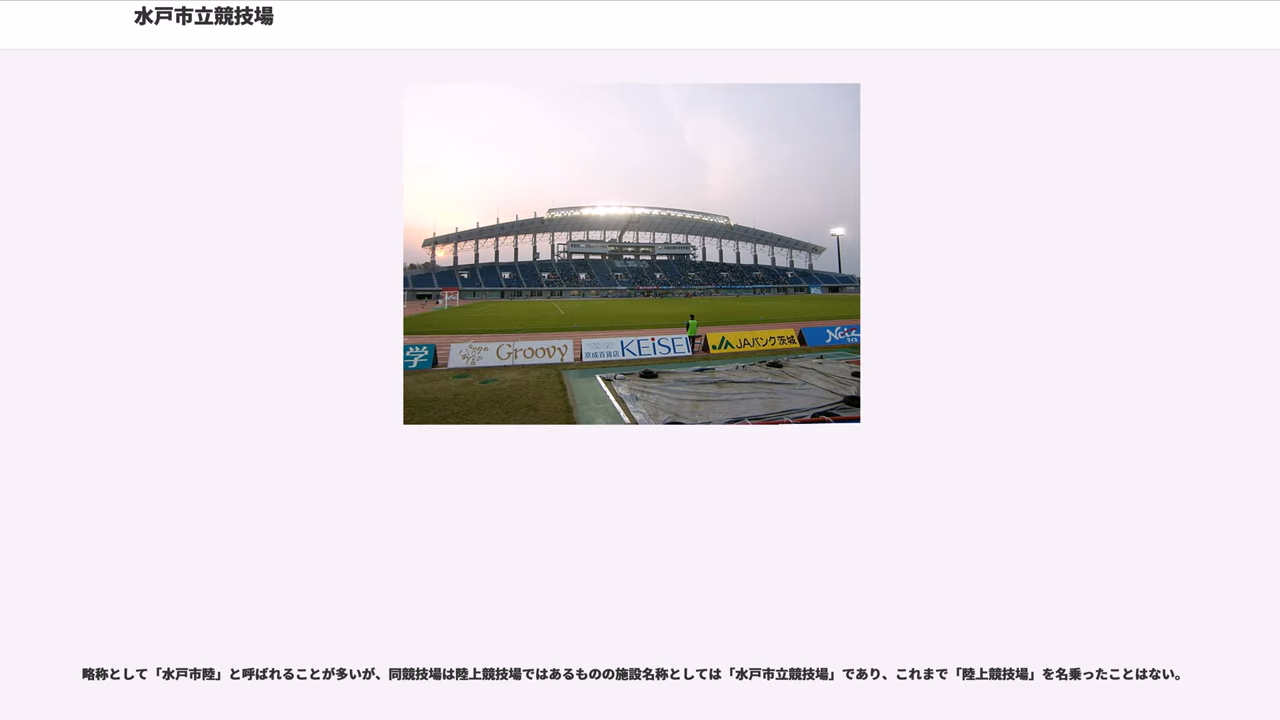 水戸市立競技場
学
Groovy
京成百貨店 KEiSEI
JAバンク茨城
略称として「水戸市陸」と呼ばれることが多いが、同競技場は陸上競技場ではあるものの施設名称としては「水戸市立競技場」であり、これまで「陸上競技場」を名乗ったことはない。